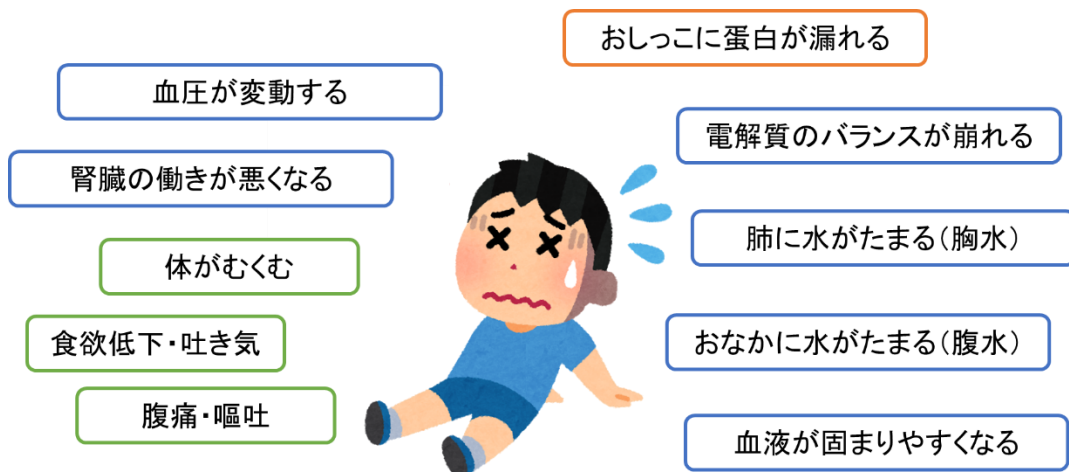 おしっこに蛋白が漏れる
血圧が変動する
電解質のバランスが崩れる
腎臓の働きが悪くなる
肺に水がたまる(胸水)
体がむくむ
食欲低下・吐き気
おなかに水がたまる(腹水)
腹痛・嘔吐
血液が固まりやすくなる